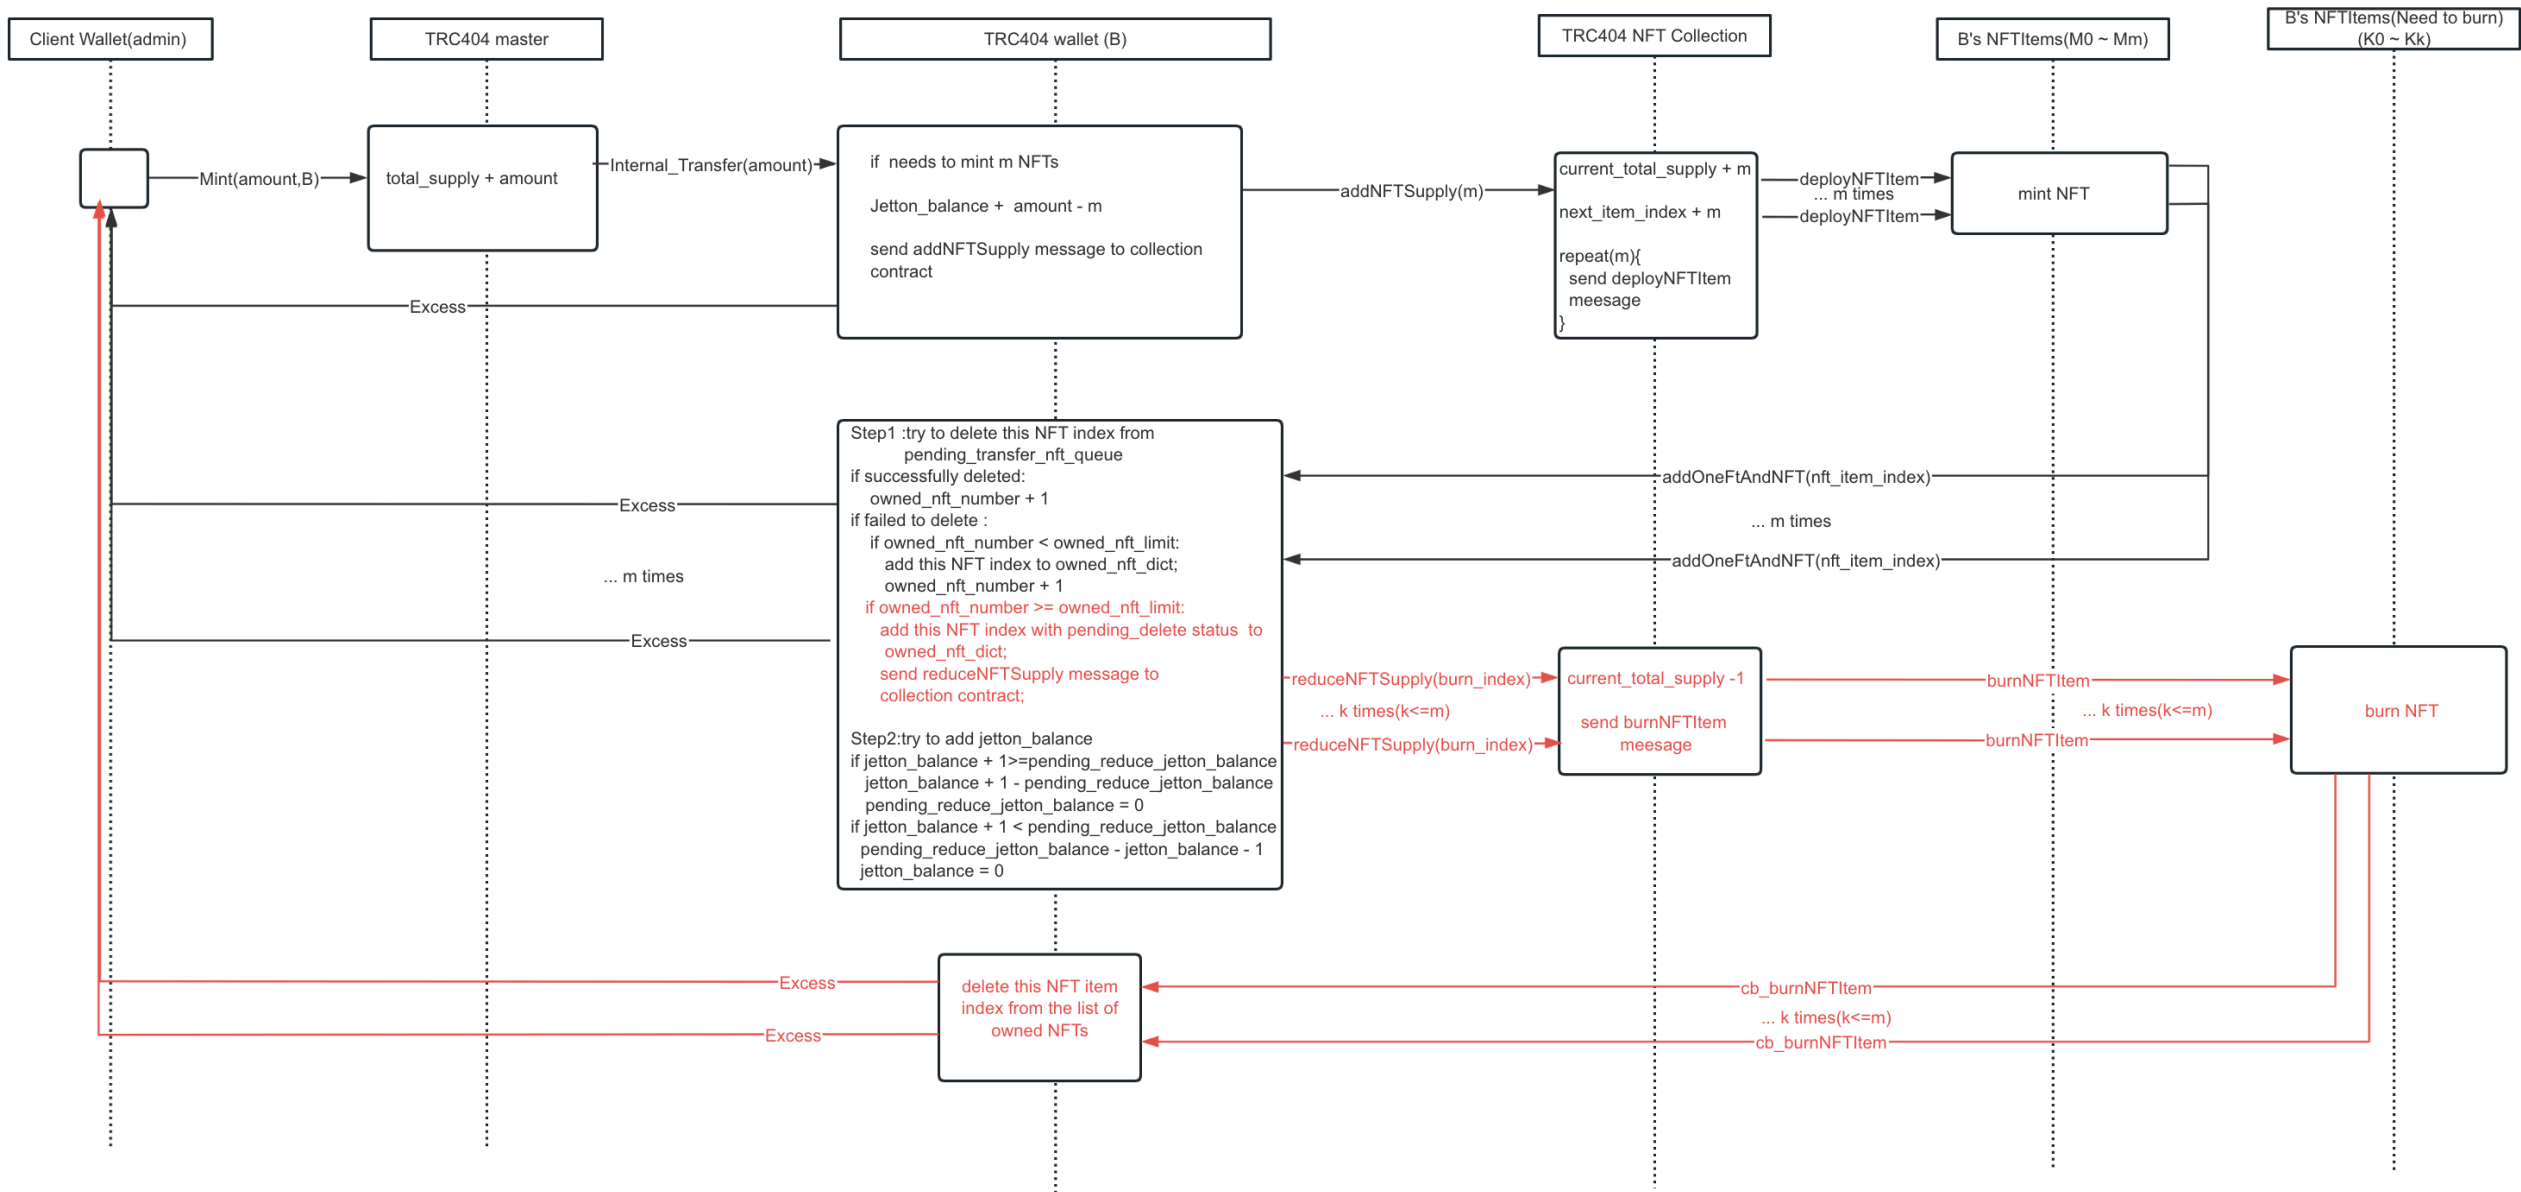 Client Wallet(admin)
TRC404 master
TRC404 wallet (B)
TRC404 NFT Collection
B's NFTItems(M0 ~ Mm)
B's NFTItems(Need to burn)
(K0 ~ Kk)
Mint(amount,B)
total_supply + amount
Internal_Transfer(amount)
if  needs to mint m NFTs
Jetton_balance +  amount - m
send addNFTSupply message to collection
contract
addNFTSupply(m)
current_total_supply + m
next_item_index + m
repeat(m){
send deployNFTItem
meesage
}
deployNFTItem
... m times
deployNFTItem
mint NFT
Excess
Step1 :try to delete this NFT index from
pending_transfer_nft_queue
if successfully deleted:
owned_nft_number + 1
if failed to delete :
if owned_nft_number < owned_nft_limit:
add this NFT index to owned_nft_dict;
owned_nft_number + 1
if owned_nft_number >= owned_nft_limit:
add this NFT index with pending_delete status  to
owned_nft_dict;
send reduceNFTSupply message to
collection contract;
Step2:try to add jetton_balance
if jetton_balance + 1>=pending_reduce_jetton_balance
jetton_balance + 1 - pending_reduce_jetton_balance
pending_reduce_jetton_balance = 0
if jetton_balance + 1 < pending_reduce_jetton_balance
pending_reduce_jetton_balance - jetton_balance - 1
jetton_balance = 0
addOneFtAndNFT(nft_item_index)
... m times
addOneFtAndNFT(nft_item_index)
Excess
... m times
Excess
reduceNFTSupply(burn_index)
... k times(k<=m)
reduceNFTSupply(burn_index)
current_total_supply -1
send burnNFTItem
meesage
burnNFTItem
... k times(k<=m)
burnNFTItem
burn NFT
cb_burnNFTItem
... k times(k<=m)
cb_burnNFTItem
delete this NFT item
index from the list of
owned NFTs
Excess
Excess